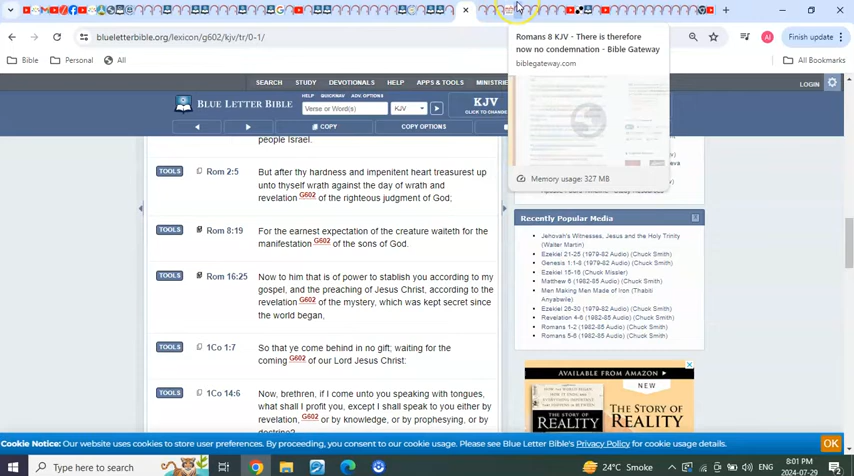 blueletterbible.org/lexicon/g602/kjv/tr/0-1/
Finish update
Bible
Personal
All
All Bookmarks
Romans 8 KJV - There is therefore
now no condemnation - Bible Gateway
biblegateway.com
Memory usage: 327 MB
SEARCH STUDY DEVOTIONALS HELP APPS & TOOLS MINISTRIE
LOGIN
BLUE LETTER BIBLE
HELP QUICKNAV ADV. OPTIONS
Verse or Word(s)
KJV
KJV
CLICK TO CHANGE
COPY
COPY OPTIONS
people Israel.
TOOLS
Rom 2:5
But after thy hardness and impenitent heart treasurest up
unto thyself wrath against the day of wrath and
revelation G602 of the righteous judgment of God;
TOOLS
Rom 8:19
For the earnest expectation of the creature waiteth for the
manifestation G602 of the sons of God.
TOOLS
Rom 16:25
Now to him that is of power to stablish you according to my
gospel, and the preaching of Jesus Christ, according to
the revelation G602 of the mystery, which was kept secret since
the world began,
TOOLS
1Co 1:7
So that ye come behind in no gift; waiting for the
coming G602 of our Lord Jesus Christ:
TOOLS
1Co 14:6
Now, brethren, if I come unto you speaking with tongues,
what shall I profit you, except I shall speak to you either by
revelation, G602 or by knowledge, or by prophesying, or by
doctrine?
Recently Popular Media
Jehovah's Witnesses, Jesus and the Holy Trinity
(Walter Martin)
Ezekiel 21-25 (1979-82 Audio) (Chuck Smith)
Genesis 1.1-8 (1979-82 Audio) (Chuck Smith)
Ezekiel 15-16 (Chuck Missler)
Matthew 6 (1982-85 Audio) (Chuck Smith)
Men Making Men Made of Iron (Thabiti
Anyabwile)
Ezekiel 26-30 (1979-82 Audio) (Chuck Smith)
Revelation 4-6 (1982-85 Audio) (Chuck Smith)
Romans 1-2 (1982-85 Audio) (Chuck Smith)
Romans 5-6 (1982-85 Audio) (Chuck Smith)
AVAILABLE FROM AMAZON
NEW
THE STORY OF
REALITY
The STORY of
REALITY
Cookie Notice: Our website uses cookies to store user preferences. By proceeding, you consent to our cookie usage. Please see Blue Letter Bible's Privacy Policy for cookie usage details.
OK
Type here to search
24°C Smoke
ENG
8:01 PM
2024-07-29